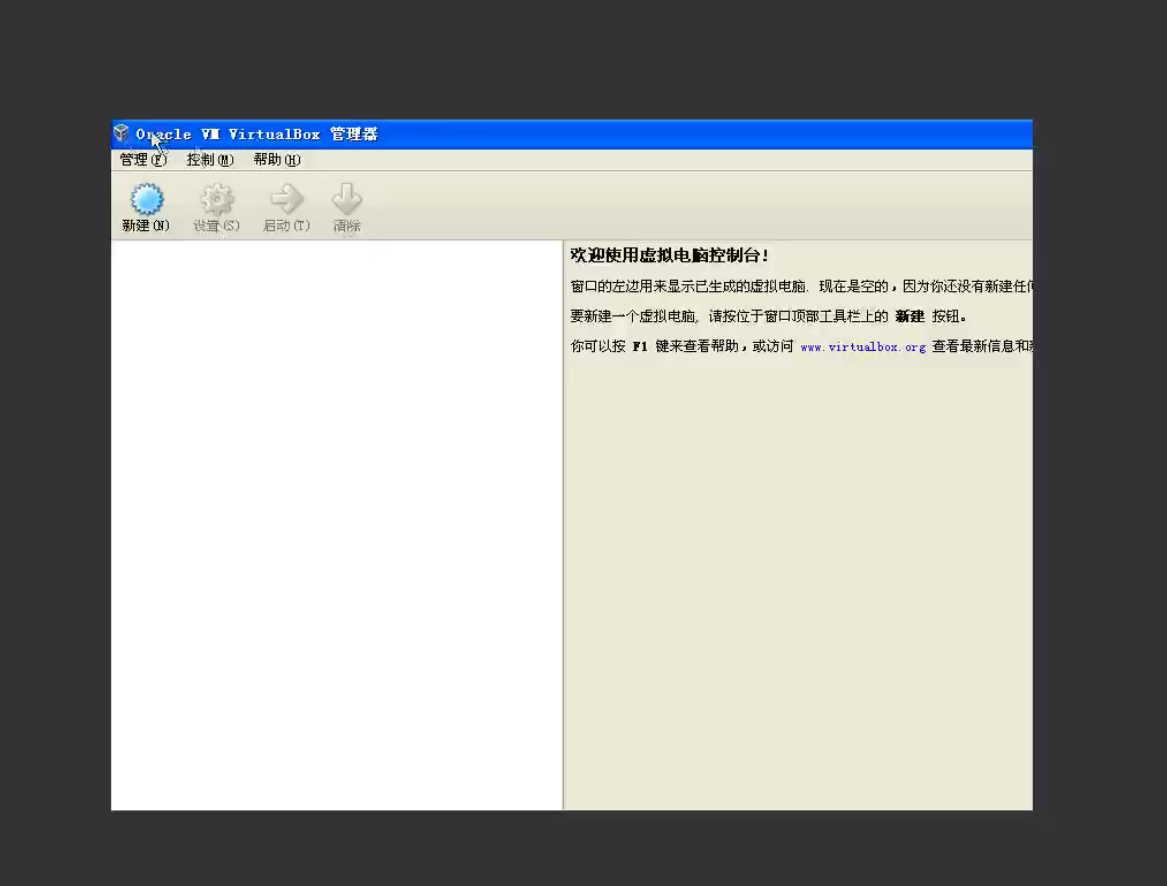 Oracle VM VirtualBox 管理器
管理(F) 控制(M) 帮助(H)
新建(N) 设置(S) 启动(T) 清除
欢迎使用虚拟电脑控制台!
窗口的左边用来显示已生成的虚拟电脑. 现在是空的,因为你还没有新建任
要新建一个虚拟电脑, 请按位于窗口顶部工具栏上的 新建 按钮。
你可以按 F1 键来查看帮助,或访问 www.virtualbox.org 查看最新信息和